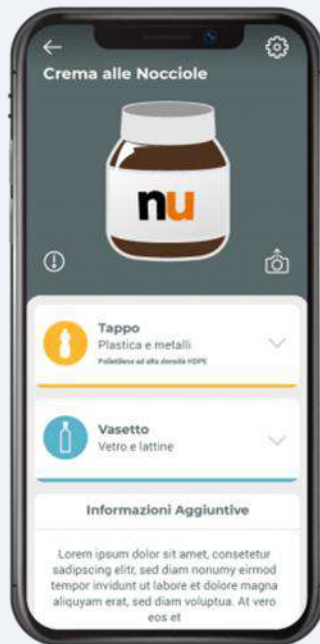 Crema alle Nocciole
nu
Tappo
Plastica e metalli
Polietilene ad alta densità HDPE
Vasetto
Vetro e lattine
Informazioni Aggiuntive
Lorem ipsum dolor sit amet, consetetur
sadipscing elitr, sed diam nonumy eirmod
tempor invidunt ut labore et dolore magna
aliquyam erat, sed diam voluptua. At vero
eos et